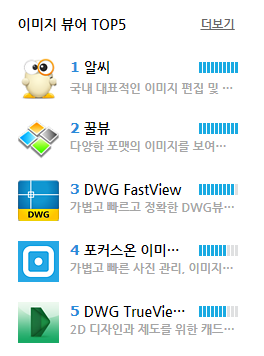 이미지 뷰어 TOP5 더보기
1 알씨
국내 대표적인 이미지 편집 및 ...
2 꿀뷰
다양한 포맷의 이미지를 보여...
3 DWG FastView
가볍고 빠르고 정확한 DWG뷰...
DWG
4 포커스온 이미...
가볍고 빠른 사진 관리, 이미지...
5 DWG TrueVie...
2D 디자인과 제도를 위한 캐드...